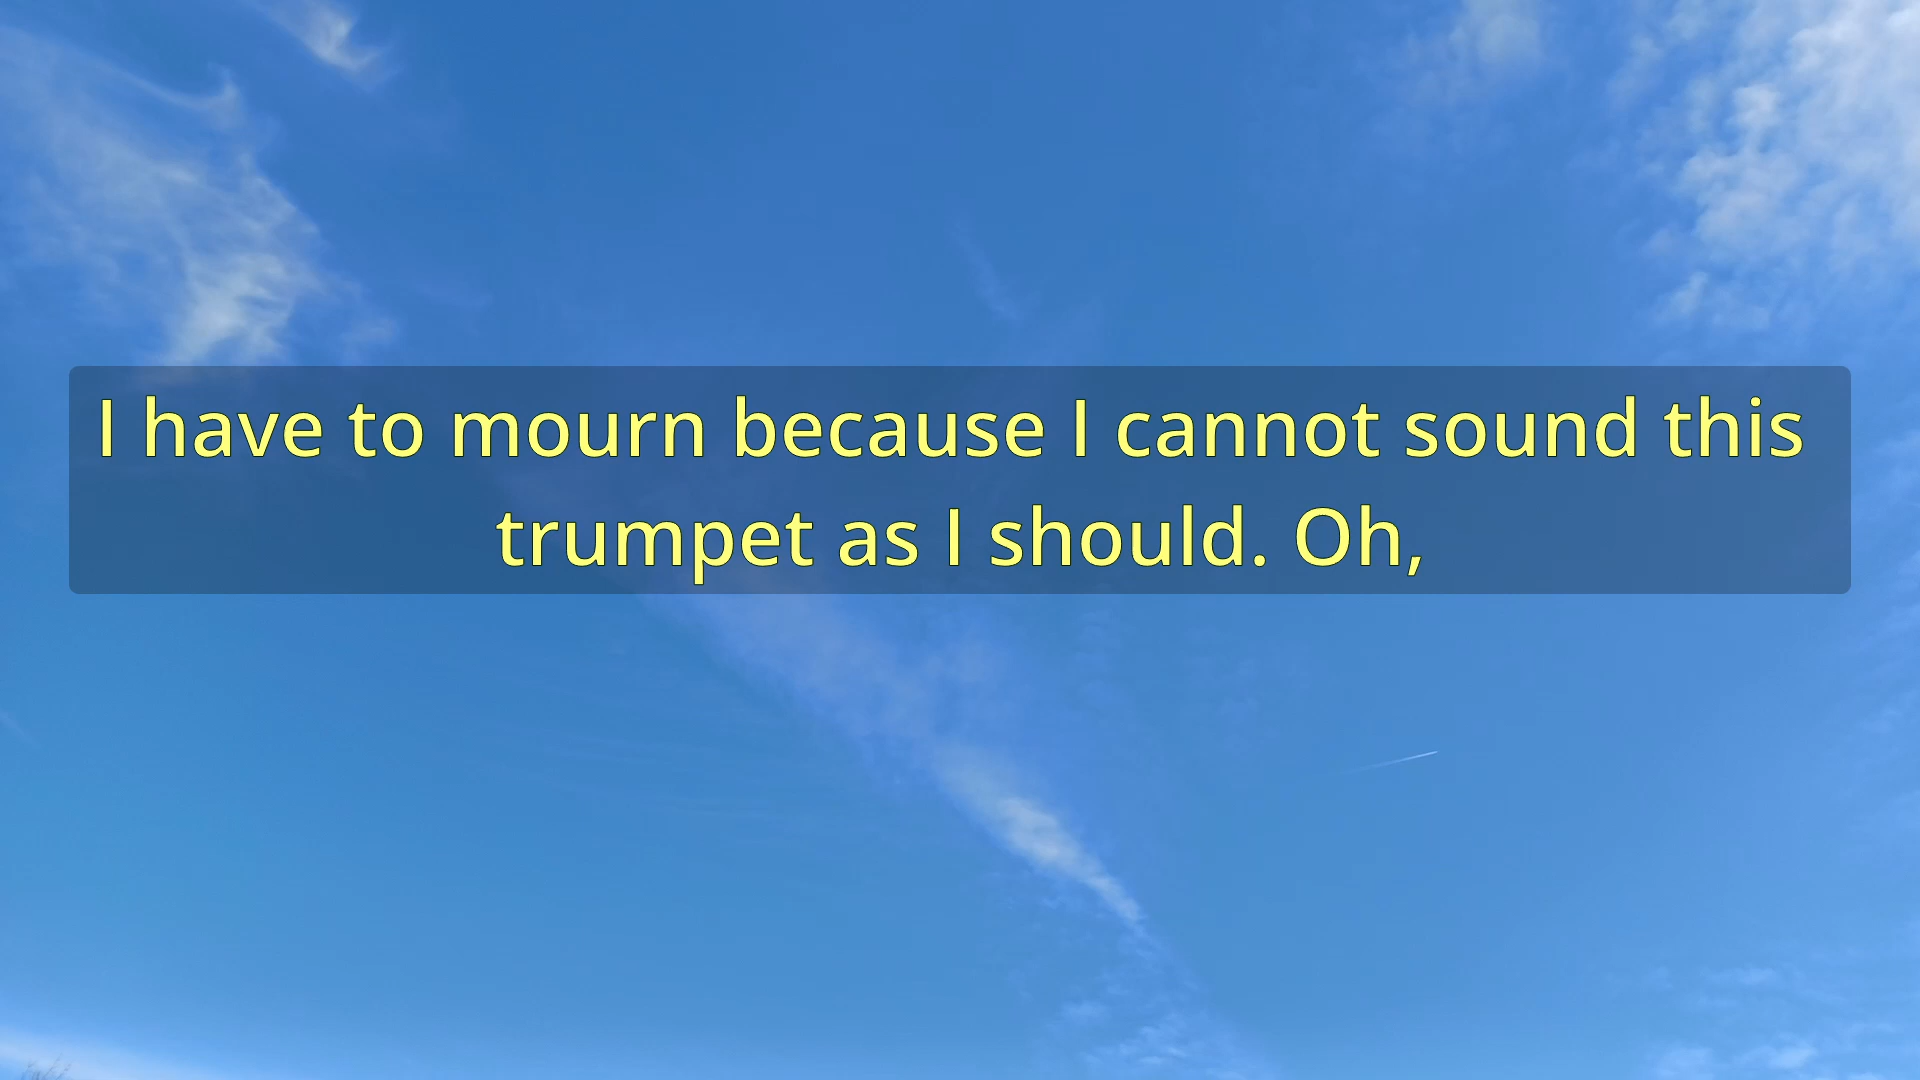 I have to mourn because I cannot sound this
trumpet as I should. Oh,